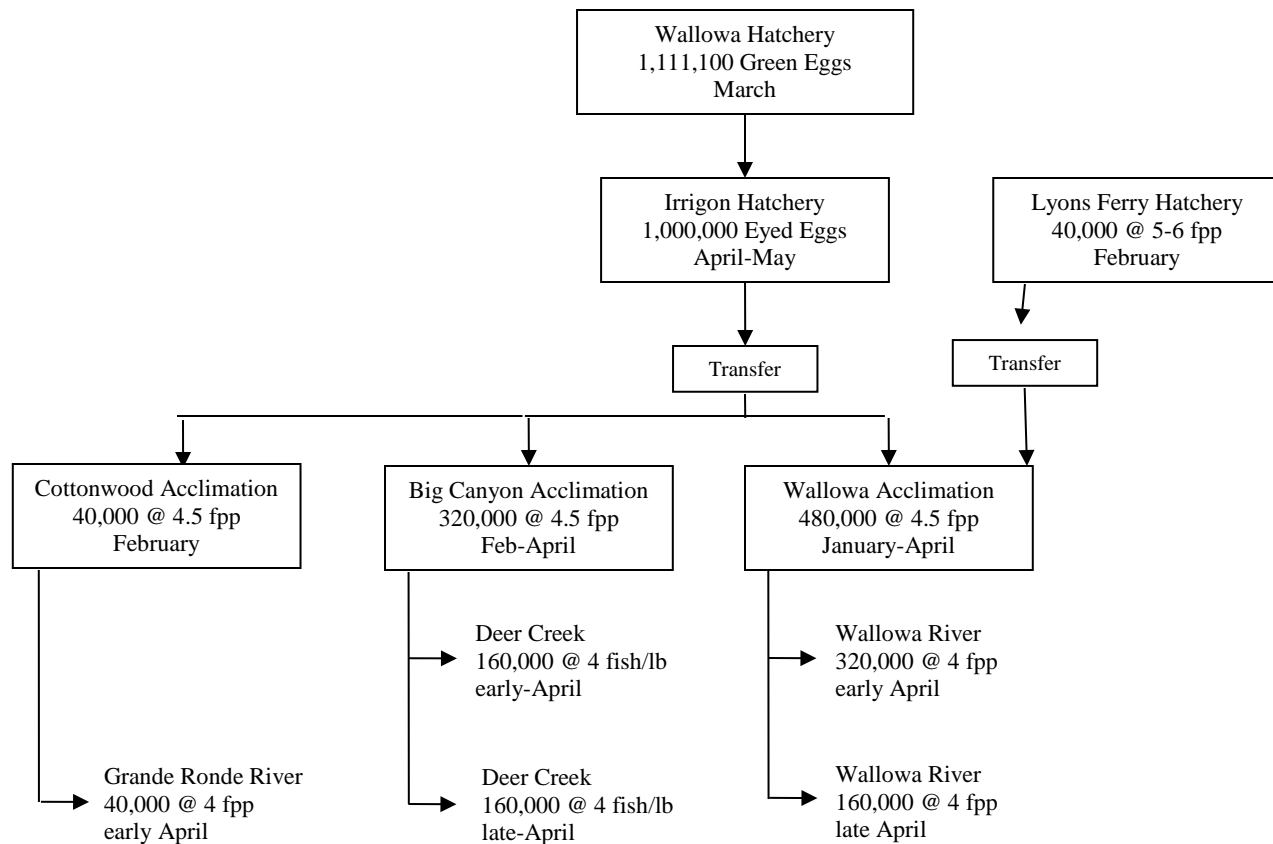 Wallowa Hatchery
1,111,100 Green Eggs
March
Irrigon Hatchery
1,000,000 Eyed Eggs
April-May
Lyons Ferry Hatchery
40,000 @ 5-6 fpp
February
Transfer
Transfer
Cottonwood Acclimation
40,000 @ 4.5 fpp
February
Big Canyon Acclimation
320,000 @ 4.5 fpp
Feb-April
Wallowa Acclimation
480,000 @ 4.5 fpp
January-April
Deer Creek
160,000 @ 4 fish/lb
early-April
Wallowa River
320,000 @ 4 fpp
early April
Grande Ronde River
40,000 @ 4 fpp
early April
Deer Creek
160,000 @ 4 fish/lb
late-April
Wallowa River
160,000 @ 4 fpp
late April